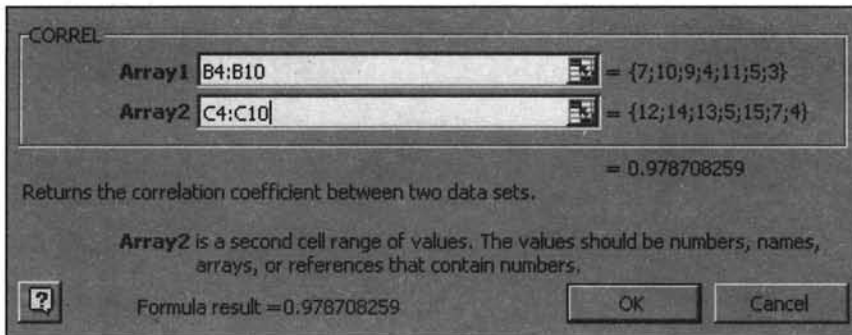 CORREL
Array1 B4:B10 = {7;10;9;4;11;5;3}
Array2 C4:C10 = {12;14;13;5;15;7;4}
= 0.978708259
Returns the correlation coefficient between two data sets.
Array2 is a second cell range of values. The values should be numbers, names,
arrays, or references that contain numbers.
? Formula result =0.978708259 OK Cancel